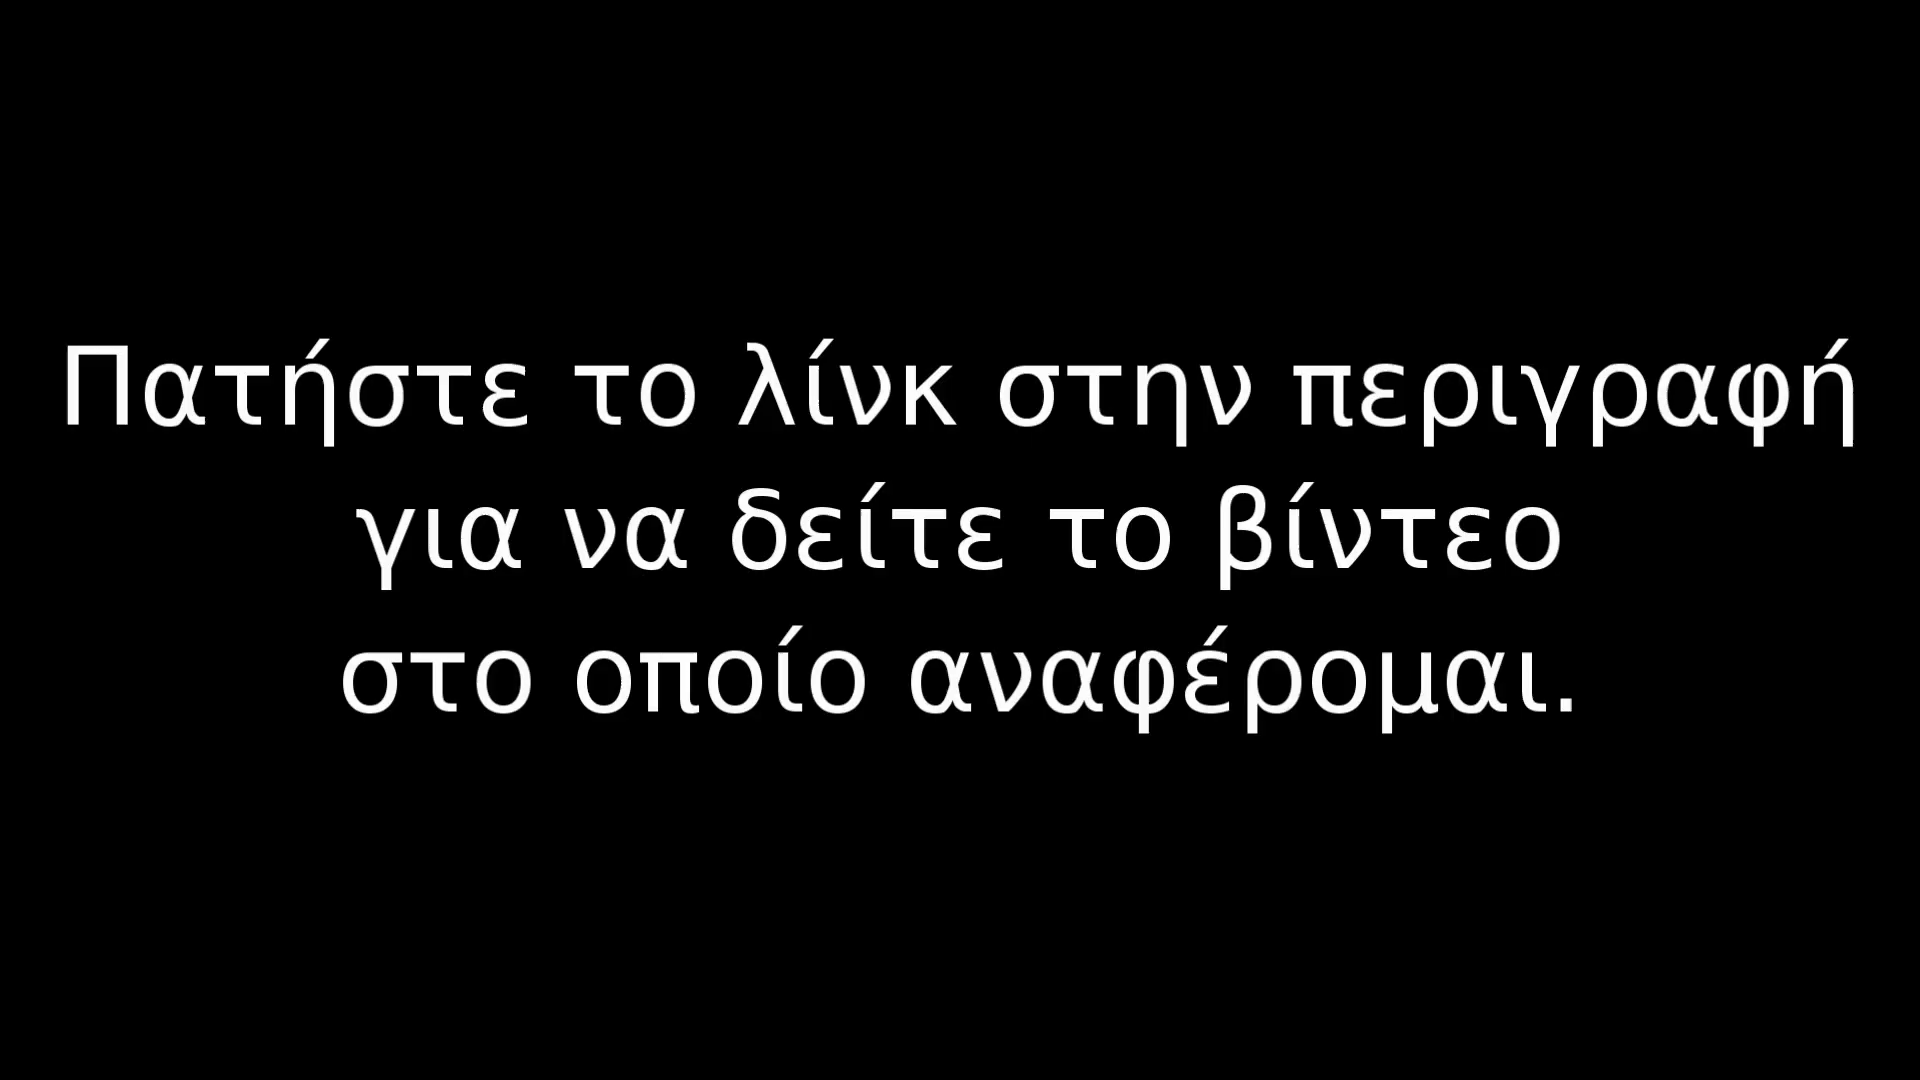 Πατήστε το λίνκ στην περιγραφή
για να δείτε το βίντεο
στο οποίο αναφέρομαι.